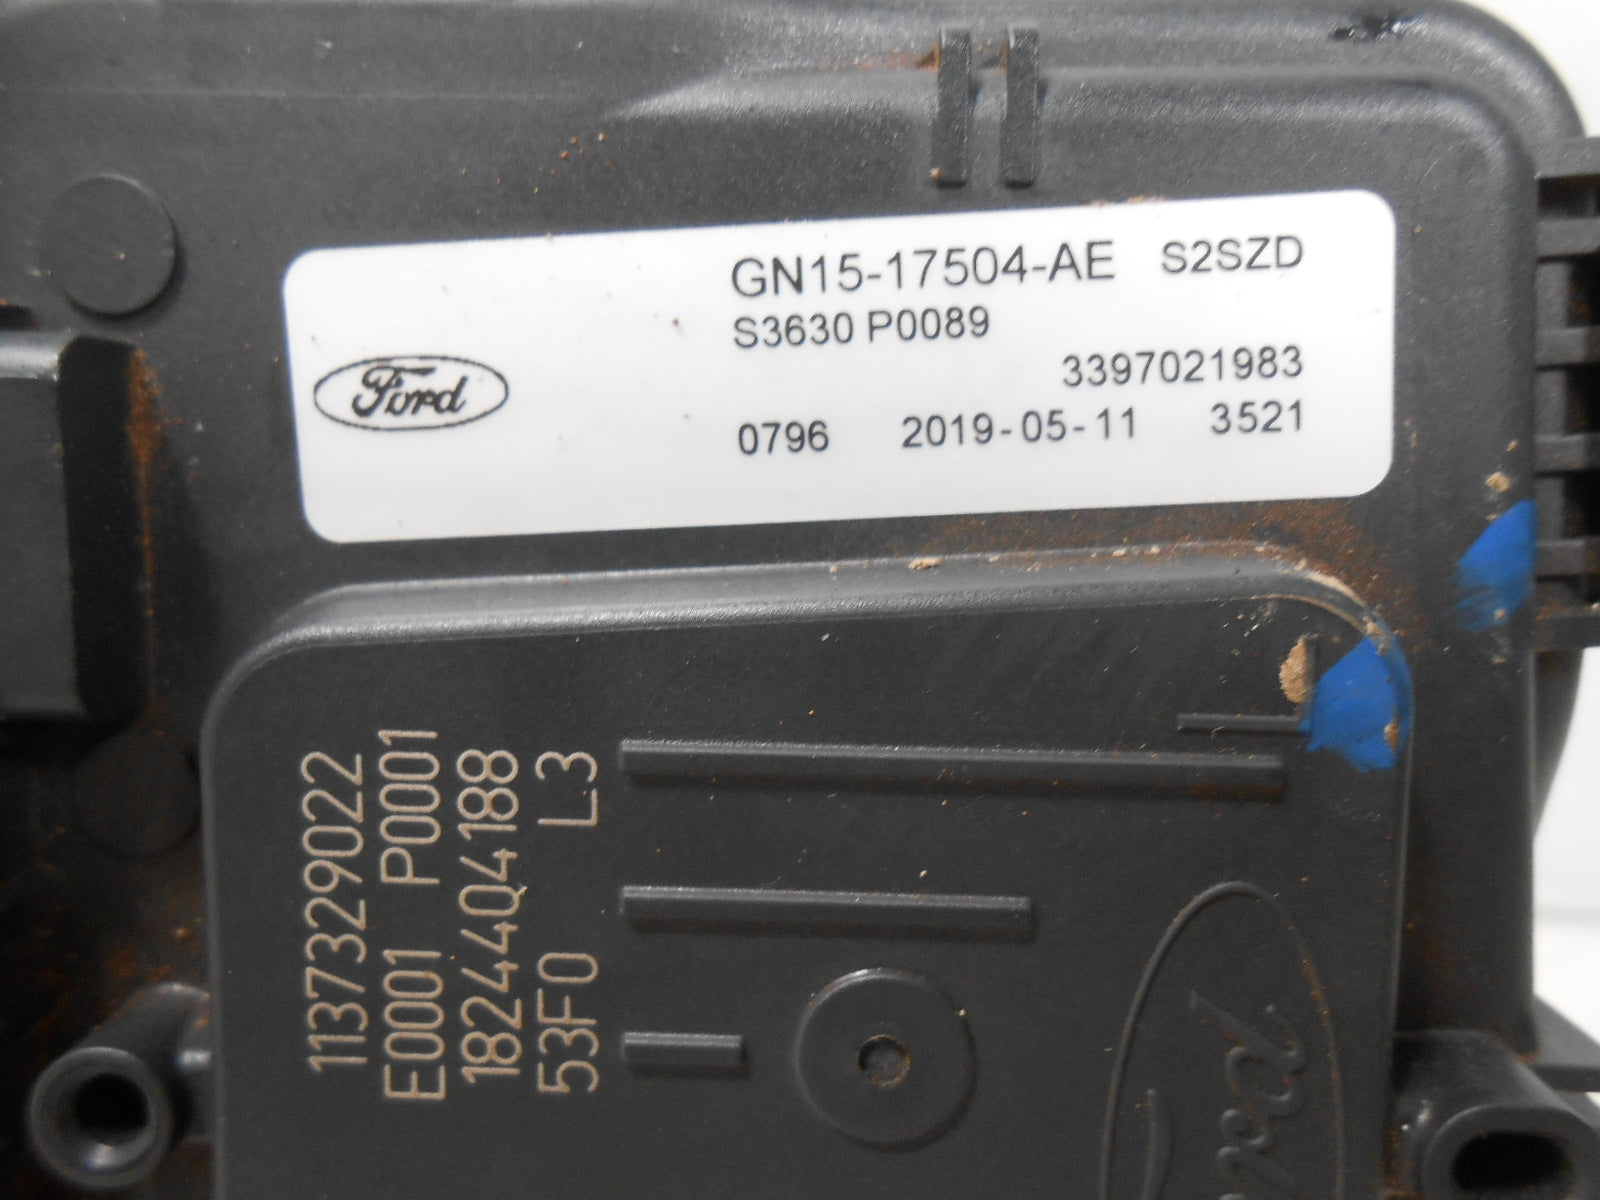 GN15-17504-AE S2SZD
S3630 P0089
3397021983
Ford
0796 2019-05-11 3521
1137329022
E0001 P0001
1824404188
53F0 L3